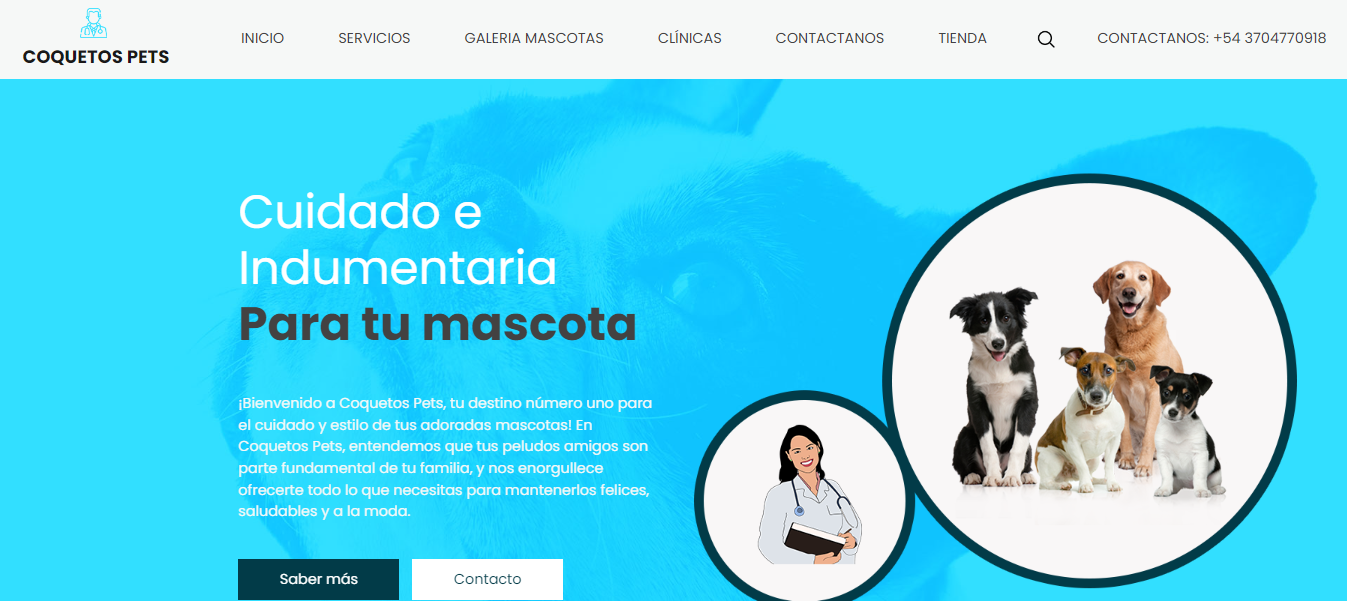 COQUETOS PETS
INICIO SERVICIOS GALERIA MASCOTAS CLÍNICAS CONTACTANOS TIENDA CONTACTANOS: +54 3704770918
Cuidado e
Indumentaria
Para tu mascota
¡Bienvenido a Coquetos Pets, tu destino número uno para
el cuidado y estilo de tus adoradas mascotas! En
Coquetos Pets, entendemos que tus peludos amigos son
parte fundamental de tu familia, y nos enorgullece
ofrecerte todo lo que necesitas para mantenerlos felices,
saludables y a la moda.
Saber más Contacto